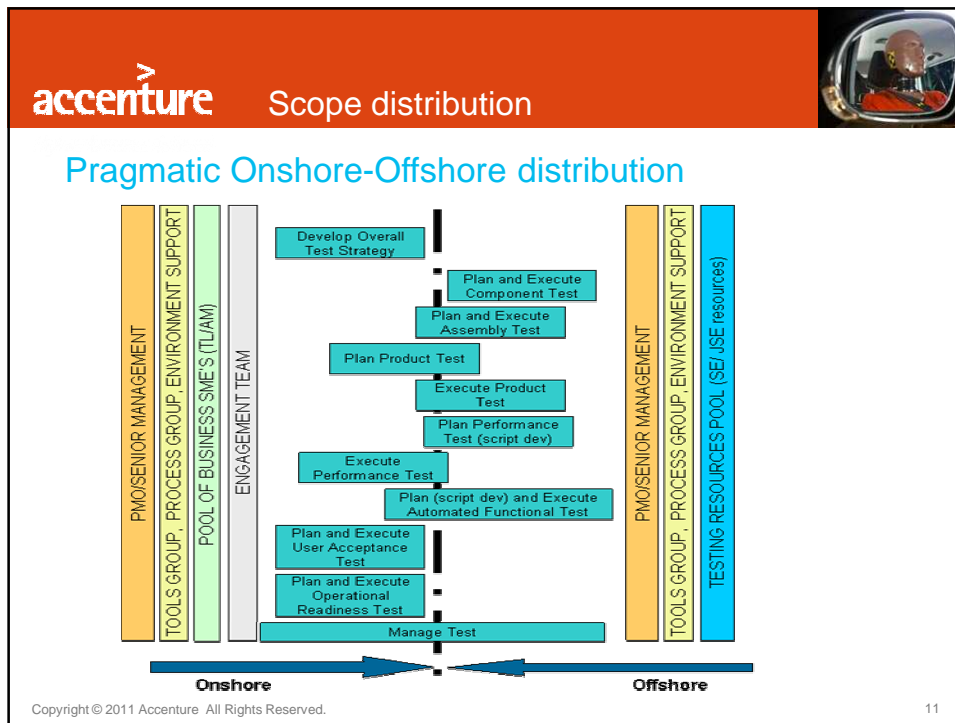 accenture
>
Scope distribution
Pragmatic Onshore-Offshore distribution
PMO/SENIOR MANAGEMENT
TOOLS GROUP, PROCESS GROUP, ENVIRONMENT SUPPORT
POOL OF BUSINESS SME'S (TL/AM)
ENGAGEMENT TEAM
Develop Overall
Test Strategy
Plan and Execute
Component Test
Plan and Execute
Assembly Test
Plan Product Test
Execute Product
Test
Plan Performance
Test (script dev)
Execute
Performance Test
Plan (script dev) and Execute
Automated Functional Test
Plan and Execute
User Acceptance
Test
Plan and Execute
Operational
Readiness Test
Manage Test
PMO/SENIOR MANAGEMENT
TOOLS GROUP, PROCESS GROUP, ENVIRONMENT SUPPORT
TESTING RESOURCES POOL (SE/ JSE resources)
Onshore
Offshore
Copyright © 2011 Accenture All Rights Reserved.
11